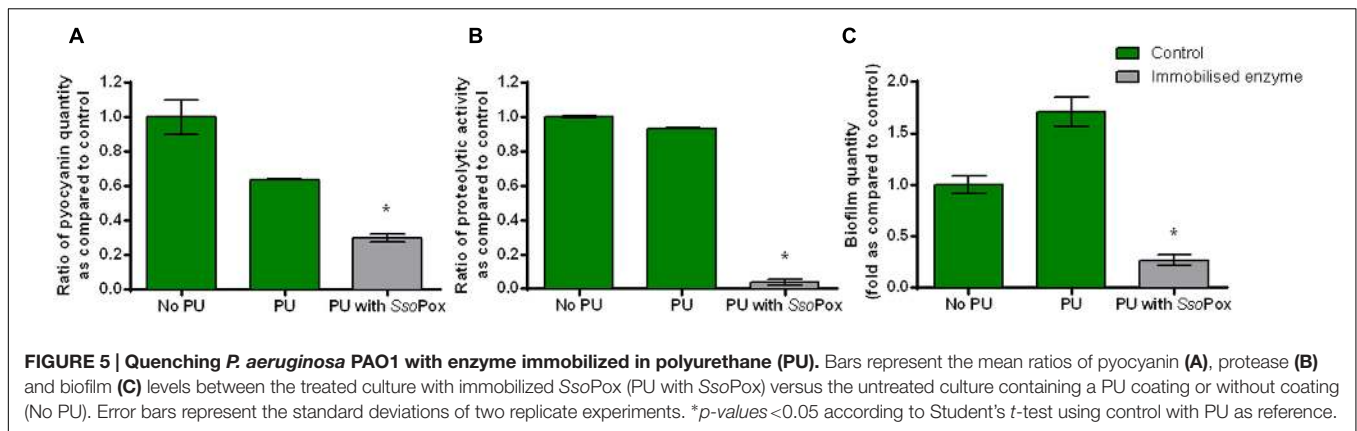 A
Ratio of pyocyanin quantity
as compared to control
1.2
1.0
0.8
0.6
0.4
0.2
0.0
*
No PU
PU
PU with SsoPox
B
Ratio of proteolytic activity
as compared to control
1.2
1.0
0.8
0.6
0.4
0.2
0.0
*
No PU
PU
PU with SsoPox
C
Biofilm quantity
(fold as compared to control)
2.0
1.5
1.0
0.5
0.0
*
No PU
PU
PU with SsoPox
Control
Immobilised enzyme
FIGURE 5 | Quenching P. aeruginosa PAO1 with enzyme immobilized in polyurethane (PU). Bars represent the mean ratios of pyocyanin (A), protease (B)
and biofilm (C) levels between the treated culture with immobilized SsoPox (PU with SsoPox) versus the untreated culture containing a PU coating or without coating
(No PU). Error bars represent the standard deviations of two replicate experiments. *p-values<0.05 according to Student's t-test using control with PU as reference.